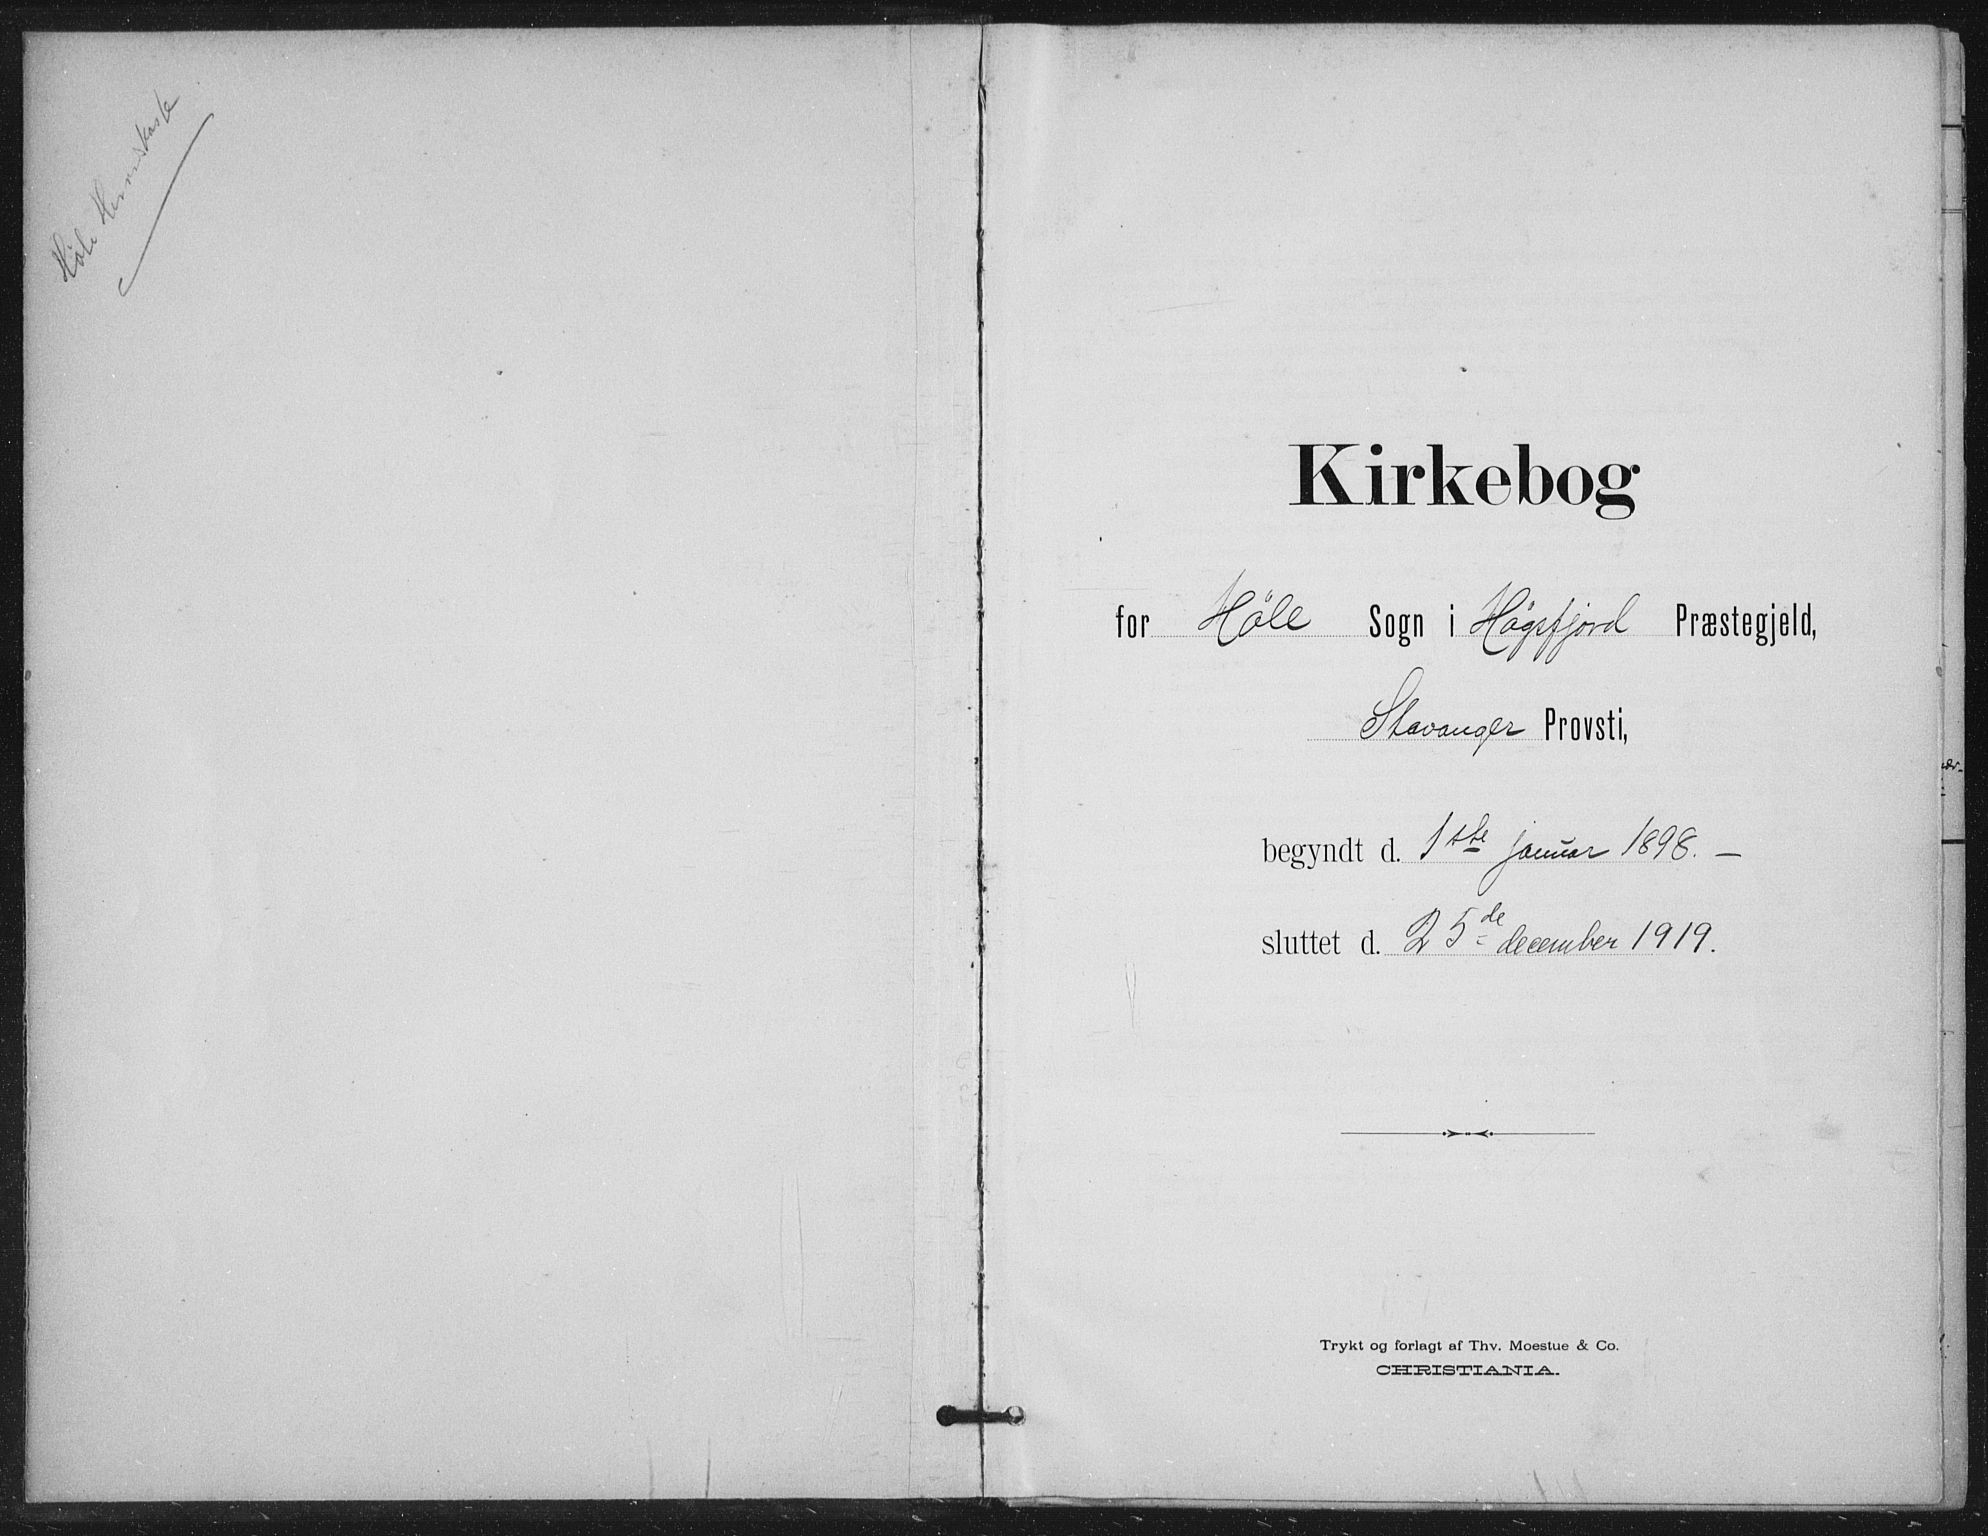 Høle
Kirkebog
for Høle Sogn i Høgsfjord Præstegjeld,
Stavanger Provsti,
begyndt d. 1ste januar 1898. —
sluttet d. 25de december 1919.
Trykt og forlagt af Thv. Moestue & Co.
CHRISTIANIA.